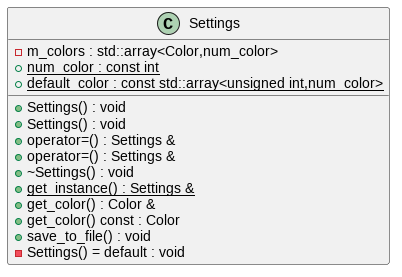 C Settings
m_colors : std::array<Color,num_color>
num_color : const int
default_color : const std::array<unsigned int,num_color>
Settings() : void
Settings() : void
operator=() : Settings &
operator=() : Settings &
~Settings() : void
get_instance() : Settings &
get_color() : Color &
get_color() const : Color
save_to_file() : void
Settings() = default : void